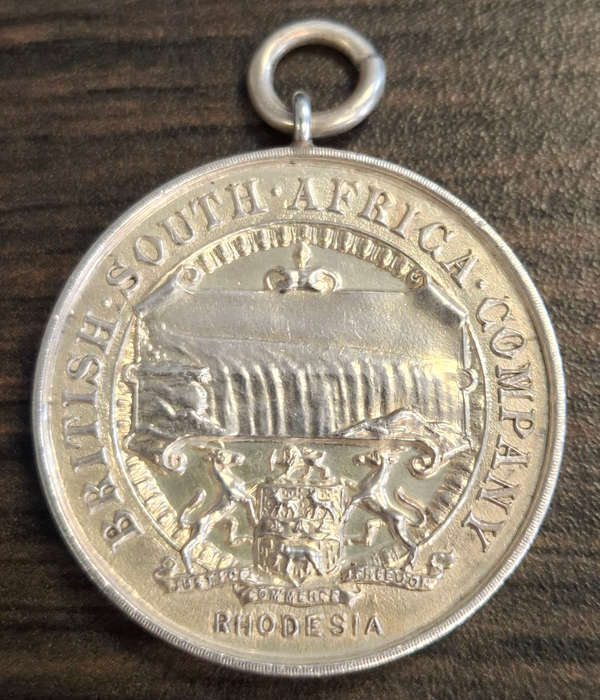 BRITISH · SOUTH · AFRICA · COMPANY
JUSTICE COMMERCE FREEDOM
RHODESIA